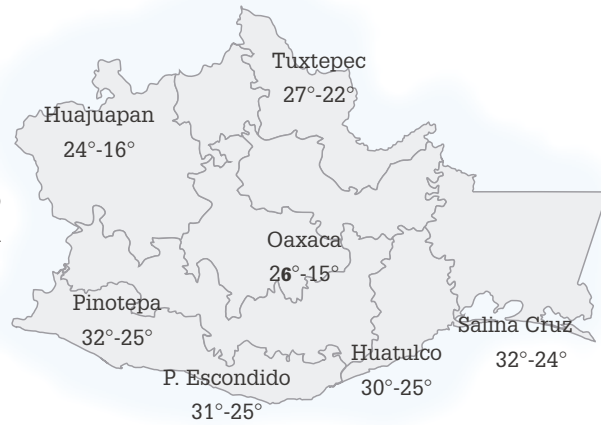 Tuxtepec
27°-22°
Huajuapan
24°-16°
Oaxaca
26°-15°
Pinotepa
32°-25°
Salina Cruz
32°-24°
Huatulco
30°-25°
P. Escondido
31°-25°